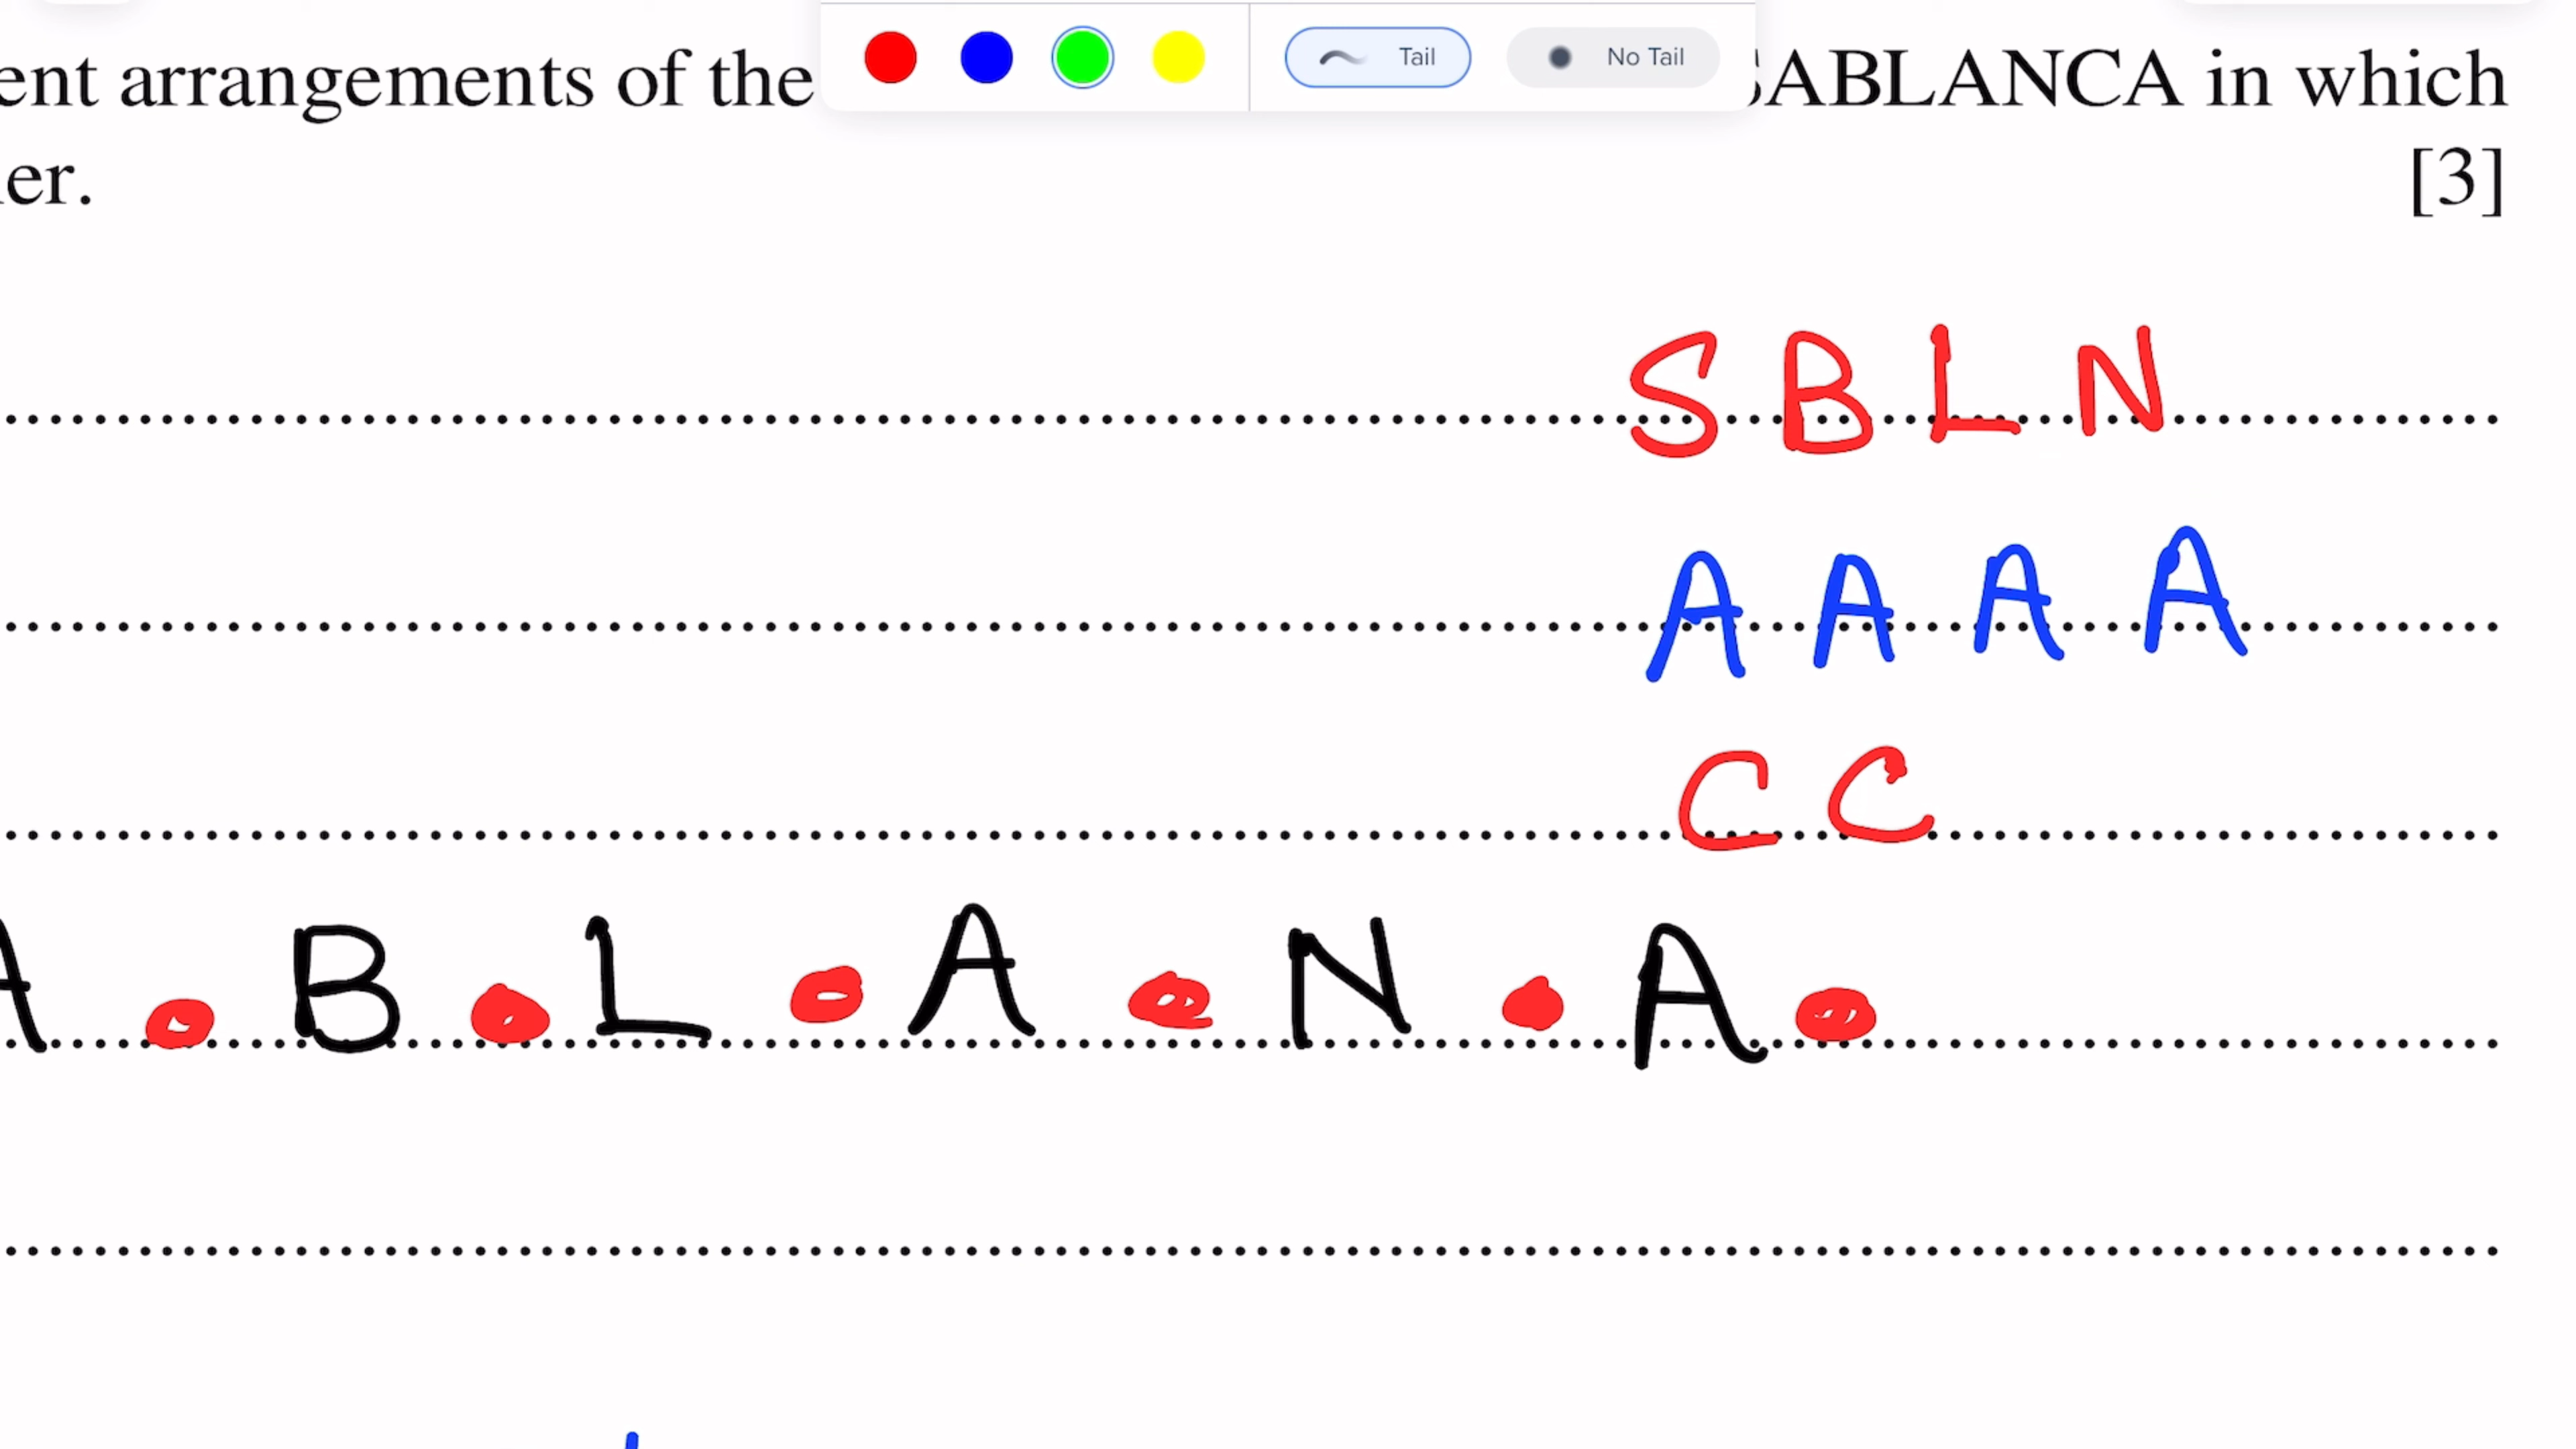 ent arrangements of the ABLANCA in which
er. [3]
Tail No Tail
S B L N
A A A A
C C
A B L A N A